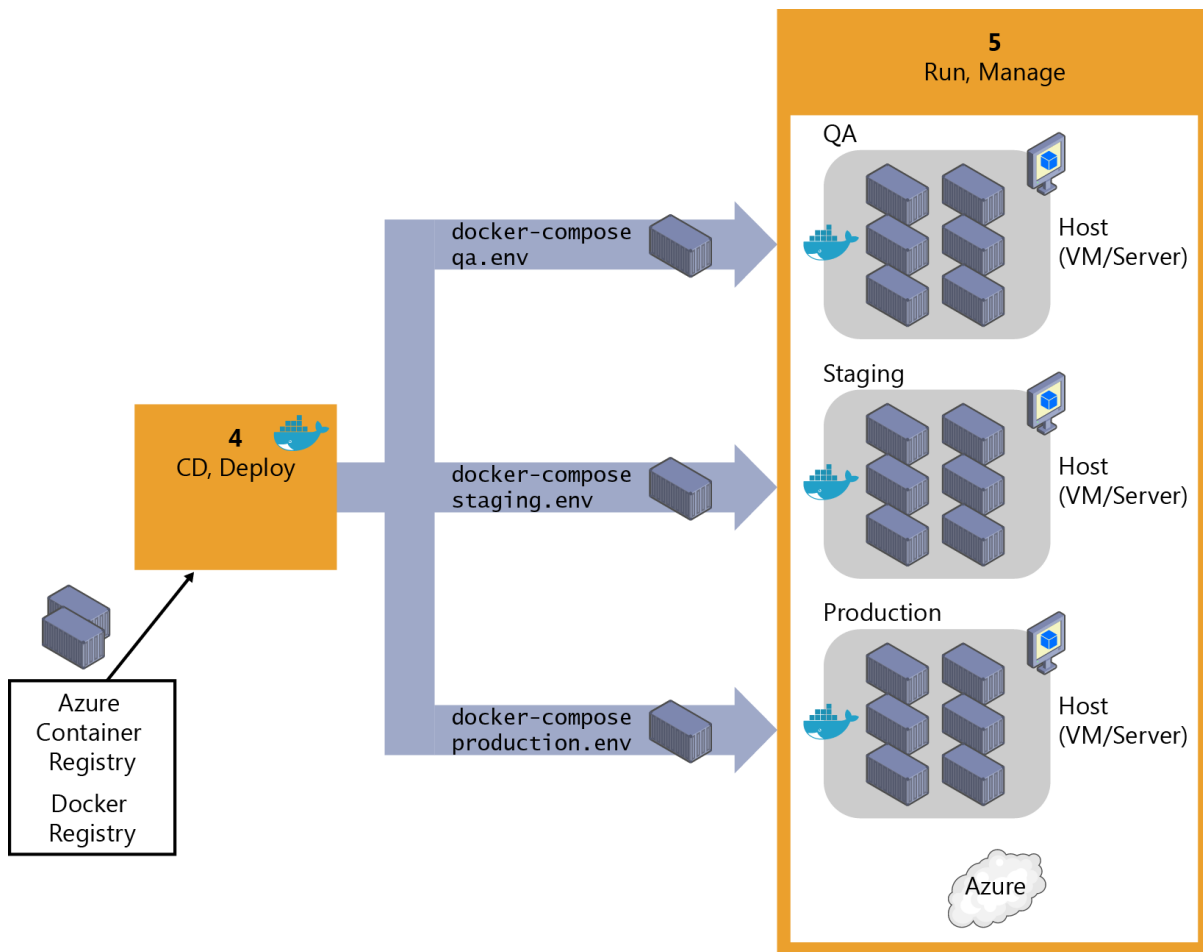 5
Run, Manage
QA
docker-compose
qa.env
Host
(VM/Server)
Staging
4
CD, Deploy
docker-compose
staging.env
Host
(VM/Server)
Production
Azure
Container
Registry
Docker
Registry
docker-compose
production.env
Host
(VM/Server)
Azure